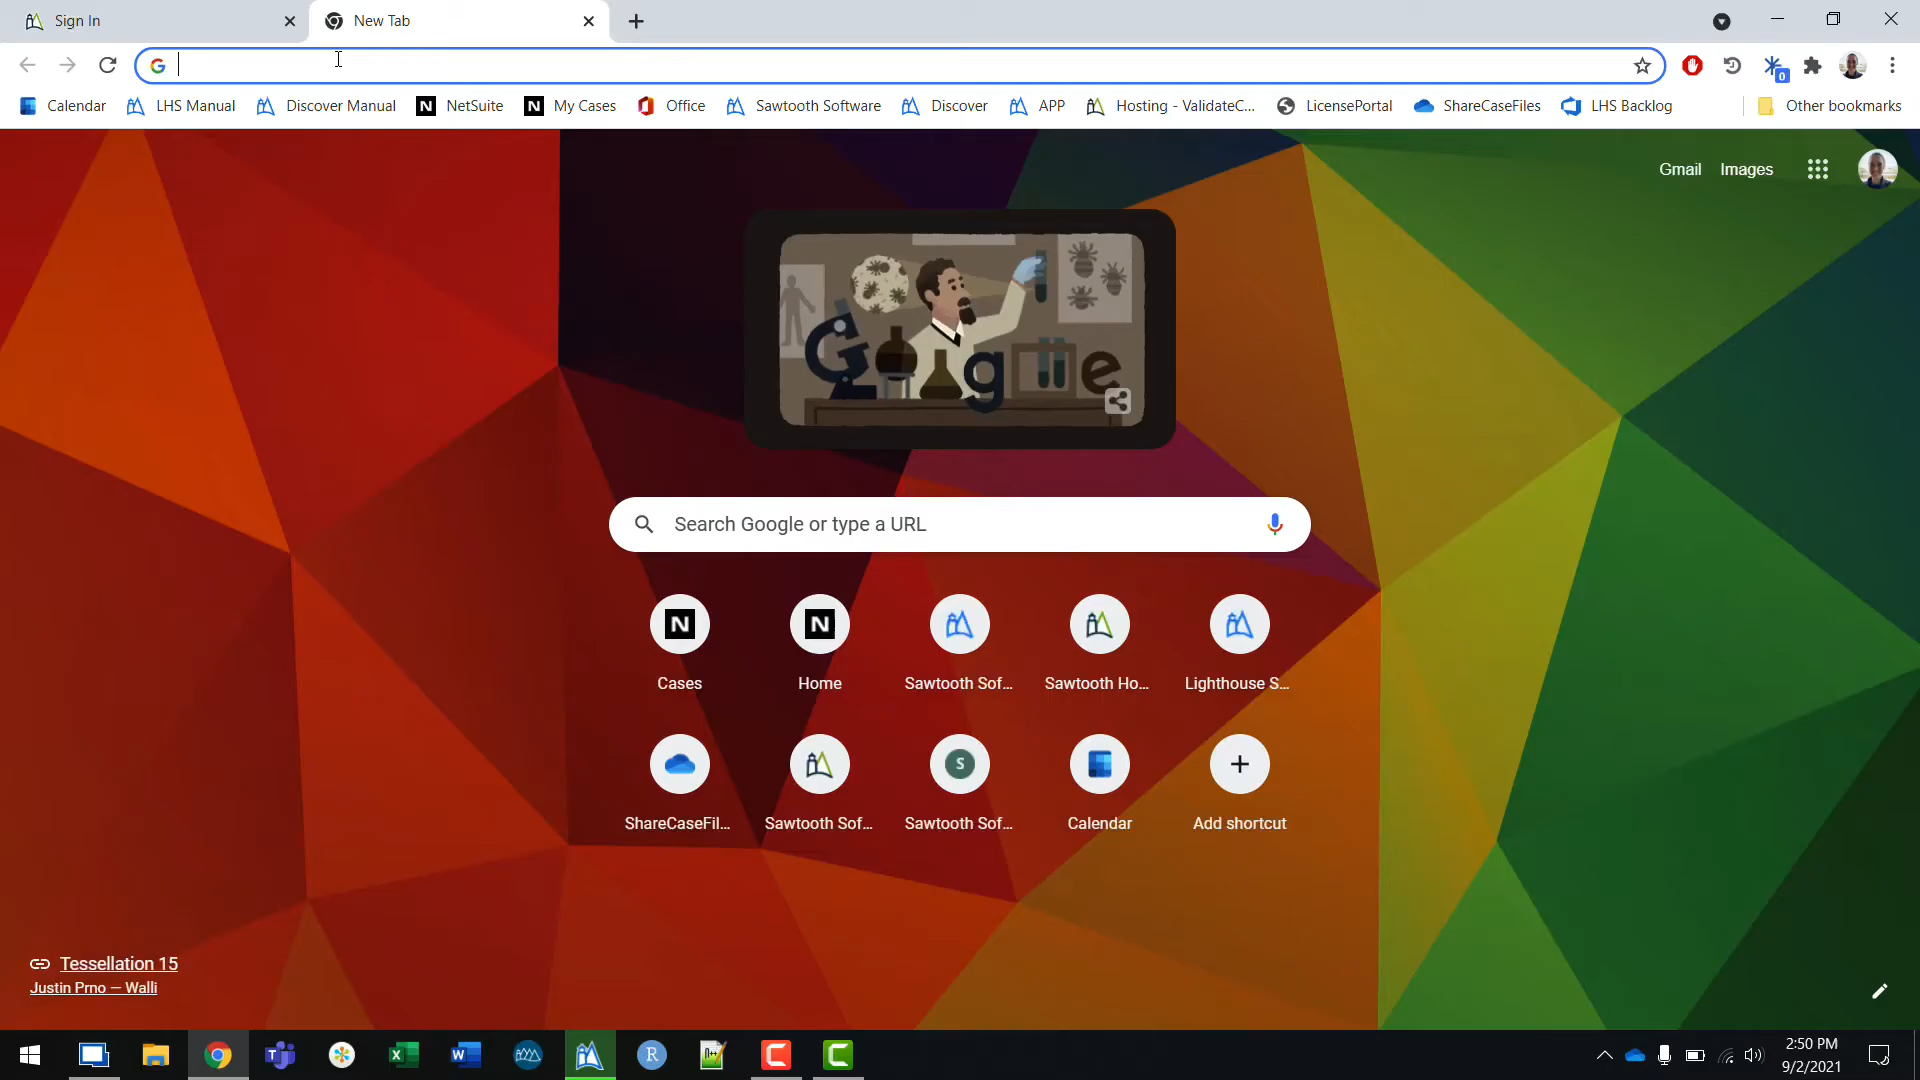 Sign In
New Tab
Calendar
LHS Manual
Discover Manual
NetSuite
My Cases
Office
Sawtooth Software
Discover
APP
Hosting - ValidateC...
LicensePortal
ShareCaseFiles
LHS Backlog
Other bookmarks
0
Gmail
Images
Search Google or type a URL
Cases
Home
Sawtooth Sof...
Sawtooth Ho...
Lighthouse S...
S
ShareCaseFil...
Sawtooth Sof...
Sawtooth Sof...
Calendar
Add shortcut
Tessellation 15
Justin Prno — Walli
2:50 PM
9/2/2021